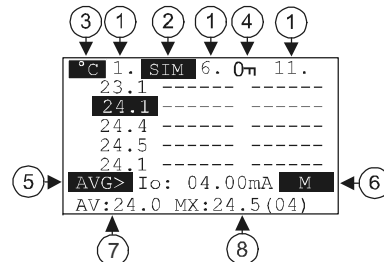 3 1 2 1 4 1
°C 1. SIM 6. 11.
23.1 ------ ------
24.1 ------ ------
24.4 ------ ------
24.5 ------ ------
24.1 ------ ------
5 AVG> Io: 04.00mA M 6
AV:24.0 MX:24.5(04)
7 8